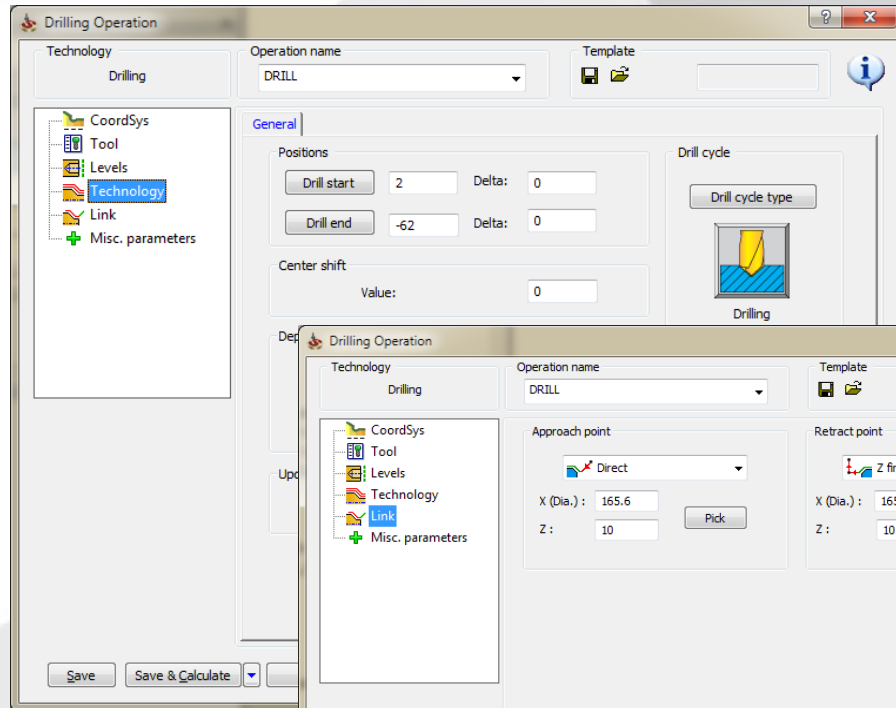 Drilling Operation
Technology
Drilling
Operation name
DRILL
Template
CoordSys
Tool
Levels
Technology
Link
Misc. parameters
General
Positions
Drill start 2 Delta: 0
Drill end -62 Delta: 0
Center shift
Value: 0
Drill cycle
Drill cycle type
Drilling
Save Save & Calculate
Drilling Operation
Technology
Drilling
Operation name
DRILL
Template
CoordSys
Tool
Levels
Technology
Link
Misc. parameters
Approach point
Direct
X (Dia.) : 165.6
Z : 10
Pick
Retract point
Z
X (Dia.) :
Z : 10